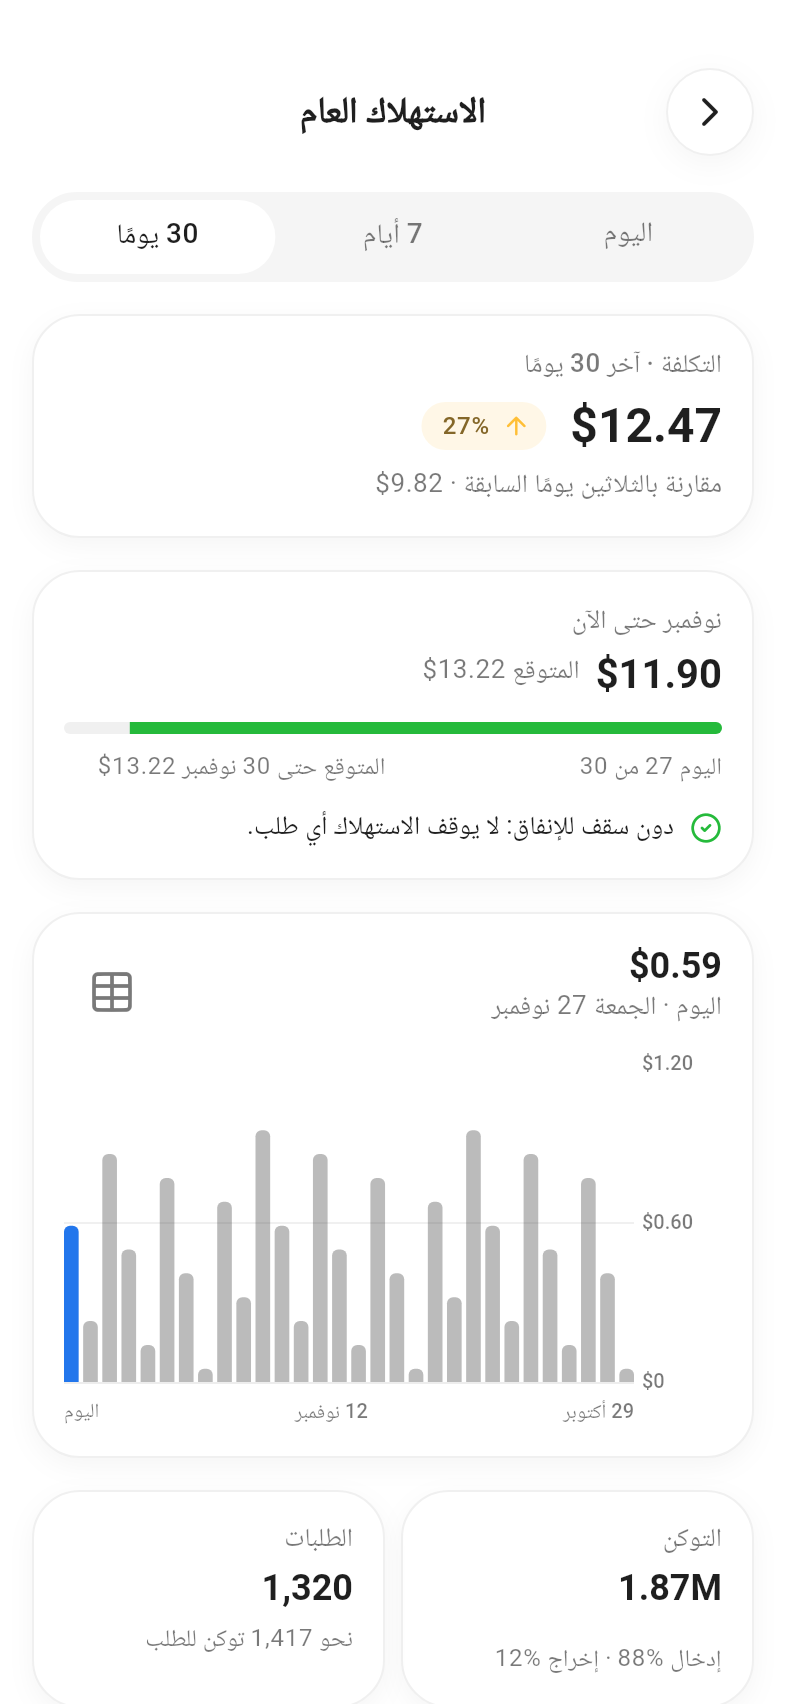 الاستهلاك العام
اليوم
7 أيام
30 يومًا
التكلفة · آخر 30 يومًا
$12.47
27%
مقارنة بالثلاثين يومًا السابقة · $9.82
نوفمبر حتى الآن
$11.90 المتوقع $13.22
اليوم 27 من 30
المتوقع حتى 30 نوفمبر $13.22
دون سقف للإنفاق: لا يوقف الاستهلاك أي طلب.
$0.59
اليوم · الجمعة 27 نوفمبر
$1.20
$0.60
$0
29 أكتوبر
12 نوفمبر
اليوم
التوكن
1.87M
إدخال 88% · إخراج 12%
الطلبات
1,320
نحو 1,417 توكن للطلب